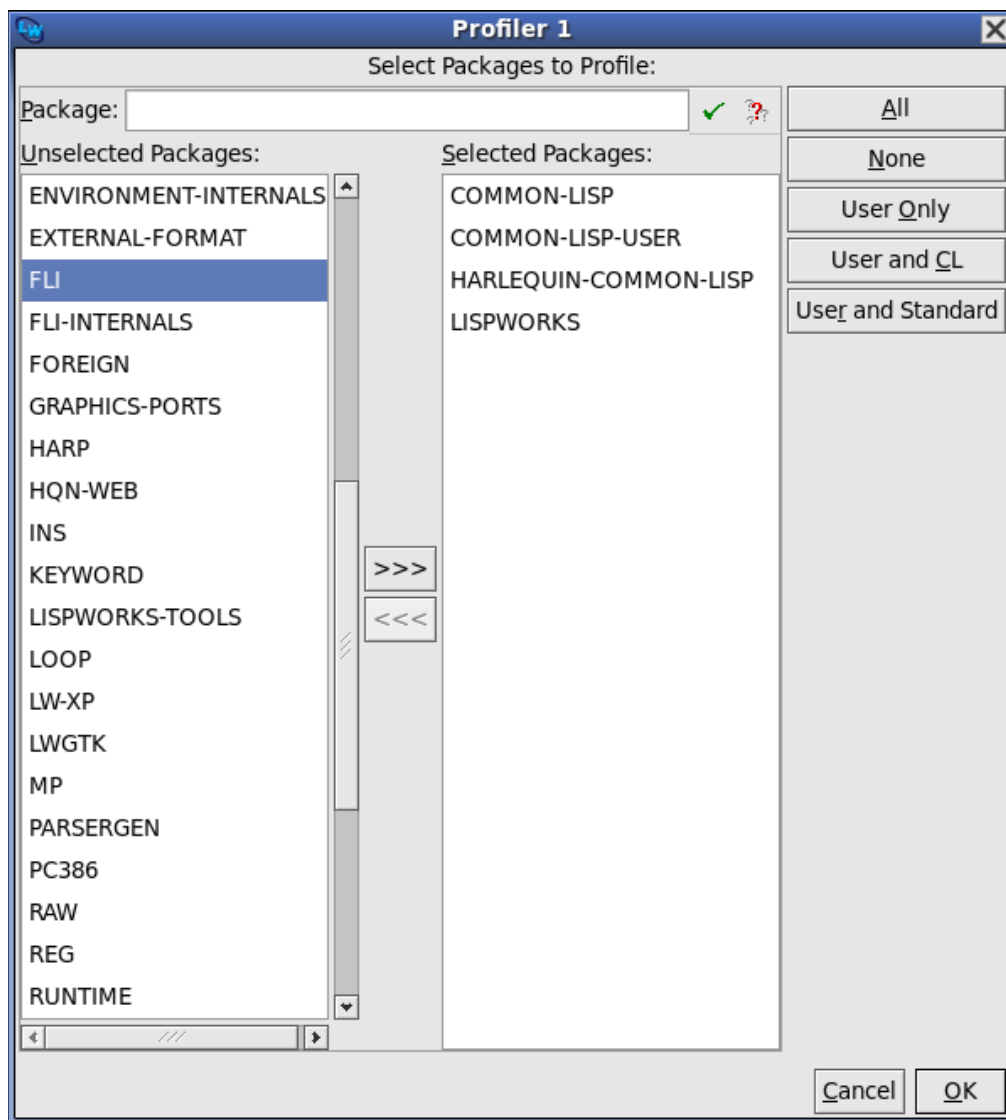 Profiler 1
Select Packages to Profile:
Package:
All
None
User Only
User and CL
User and Standard
Unselected Packages:
ENVIRONMENT-INTERNALS
EXTERNAL-FORMAT
FLI
FLI-INTERNALS
FOREIGN
GRAPHICS-PORTS
HARP
HQN-WEB
INS
KEYWORD
LISPWORKS-TOOLS
LOOP
LW-XP
LWGTK
MP
PARSERGEN
PC386
RAW
REG
RUNTIME
>>>
<<<
Selected Packages:
COMMON-LISP
COMMON-LISP-USER
HARLEQUIN-COMMON-LISP
LISPWORKS
Cancel
OK